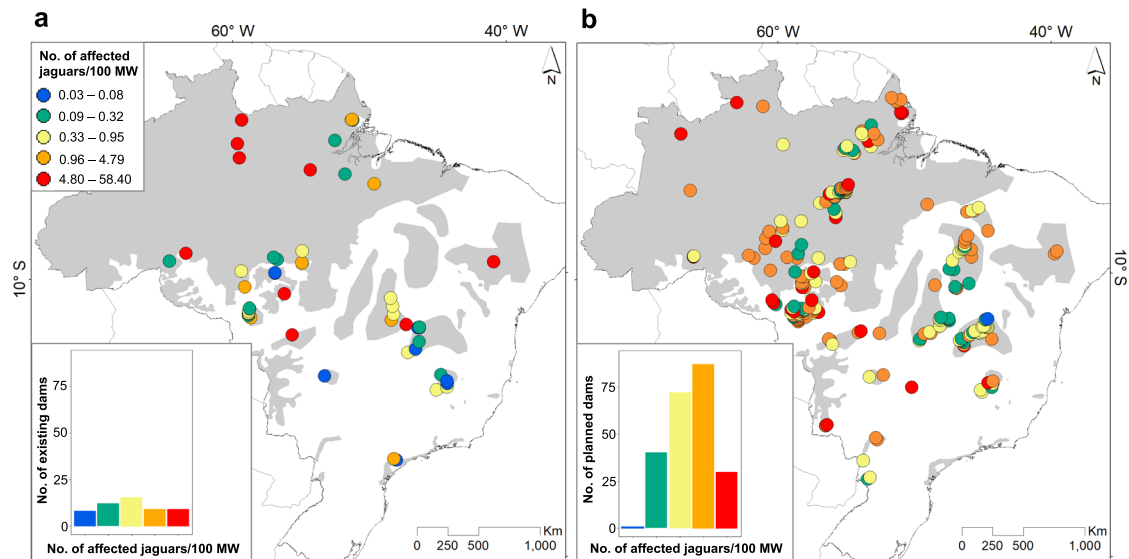 a
60° W
40° W
No. of affected
jaguars/100 MW
0.03 – 0.08
0.09 – 0.32
0.33 – 0.95
0.96 – 4.79
4.80 – 58.40
N
10° S
No. of existing dams
75
50
25
0
No. of affected jaguars/100 MW
Km
0 250 500 1,000
b
60° W
40° W
N
10° S
No. of planned dams
75
50
25
0
No. of affected jaguars/100 MW
Km
0 250 500 1,000